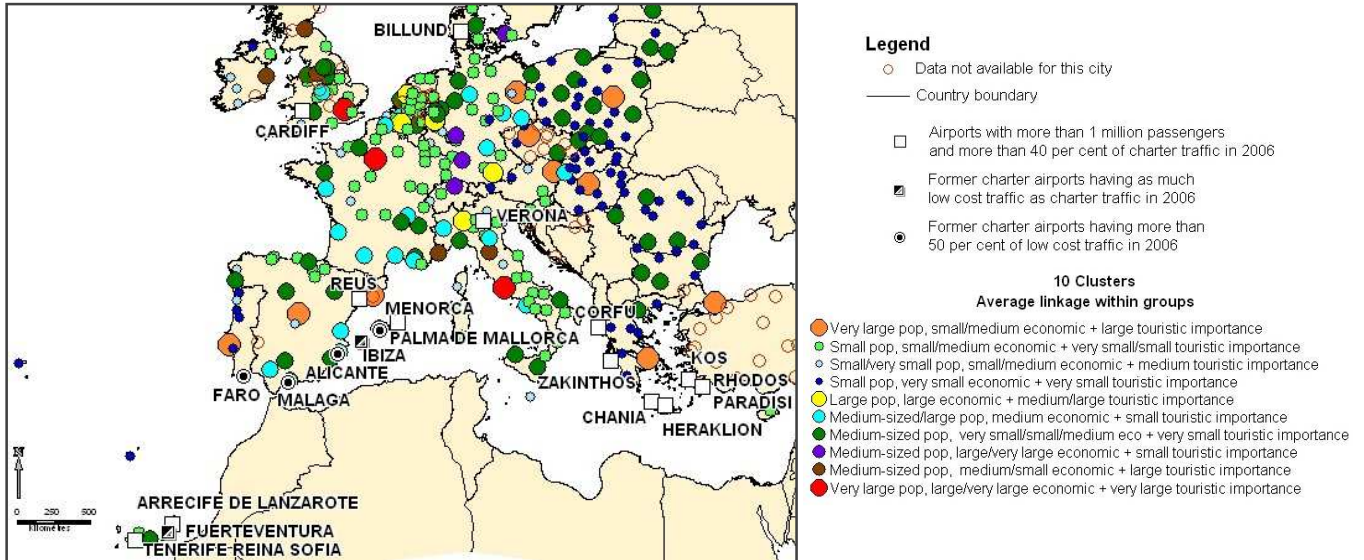 BILLUND
CARDIFF
VERONA
REUS
MENORCA
PALMA DE MALLORCA
IBIZA
ALICANTE
FARO
MALAGA
CORFU
ZAKINTHOS
KOS
RHODOS
PARADISI
CHANIA
HERAKLION
ARRECIFE DE LANZAROTE
FUERTEVENTURA
TENERIFE REINA SOFIA
0 250 500
Kilometres
Legend
Data not available for this city
Country boundary
Airports with more than 1 million passengers
and more than 40 per cent of charter traffic in 2006
Former charter airports having as much
low cost traffic as charter traffic in 2006
Former charter airports having more than
50 per cent of low cost traffic in 2006
10 Clusters
Average linkage within groups
Very large pop, small/medium economic + large touristic importance
Small pop, small/medium economic + very small/small touristic importance
Small/very small pop, small/medium economic + medium touristic importance
Small pop, very small economic + very small touristic importance
Large pop, large economic + medium/large touristic importance
Medium-sized/large pop, medium economic + small touristic importance
Medium-sized pop, very small/small/medium eco + very small touristic importance
Medium-sized pop, large/very large economic + small touristic importance
Medium-sized pop, medium/small economic + large touristic importance
Very large pop, large/very large economic + very large touristic importance